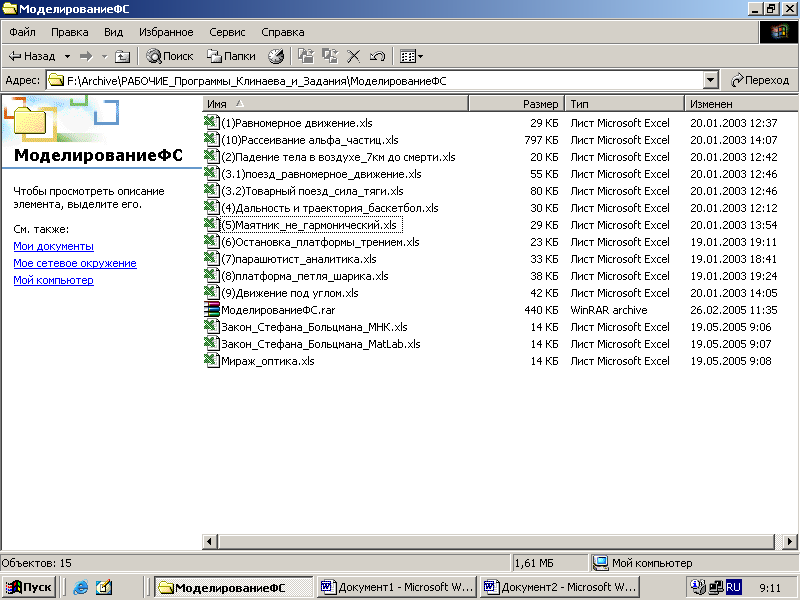 МоделированиеФС
Файл Правка Вид Избранное Сервис Справка
Назад Поиск Папки
Адрес: F:\Archive\РАБОЧИЕ_Программы_Клинаева_и_Задания\МоделированиеФС Переход
Имя Размер Тип Изменен
(1)Равномерное движение.xls 29 КБ Лист Microsoft Excel 20.01.2003 12:37
(10)Рассеивание альфа_частиц.xls 797 КБ Лист Microsoft Excel 20.01.2003 14:07
(2)Падение тела в воздухе_7км до смерти.xls 20 КБ Лист Microsoft Excel 20.01.2003 12:42
(3.1)поезд_равномерное_движение.xls 55 КБ Лист Microsoft Excel 20.01.2003 12:46
(3.2)Товарный поезд_сила_тяги.xls 80 КБ Лист Microsoft Excel 20.01.2003 12:46
(4)Дальность и траектория_баскетбол.xls 30 КБ Лист Microsoft Excel 20.01.2003 12:12
(5)Маятник_не_гармонический.xls 29 КБ Лист Microsoft Excel 20.01.2003 13:54
(6)Остановка_платформы_трением.xls 23 КБ Лист Microsoft Excel 19.01.2003 19:11
(7)парашютист_аналитика.xls 33 КБ Лист Microsoft Excel 19.01.2003 18:41
(8)платформа_петля_шарика.xls 38 КБ Лист Microsoft Excel 19.01.2003 19:24
(9)Движение под углом.xls 42 КБ Лист Microsoft Excel 20.01.2003 14:05
МоделированиеФС.rar 440 КБ WinRAR archive 26.02.2005 11:35
Закон_Стефана_Больцмана_МНК.xls 14 КБ Лист Microsoft Excel 19.05.2005 9:06
Закон_Стефана_Больцмана_MatLab.xls 14 КБ Лист Microsoft Excel 19.05.2005 9:07
Мираж_оптика.xls 14 КБ Лист Microsoft Excel 19.05.2005 9:08
МоделированиеФС
Чтобы просмотреть описание
элемента, выделите его.
См. также:
Мои документы
Мое сетевое окружение
Мой компьютер
Объектов: 15 1,61 МБ Мой компьютер
Пуск МоделированиеФС Документ1 - Microsoft W... Документ2 - Microsoft W... RU 9:11